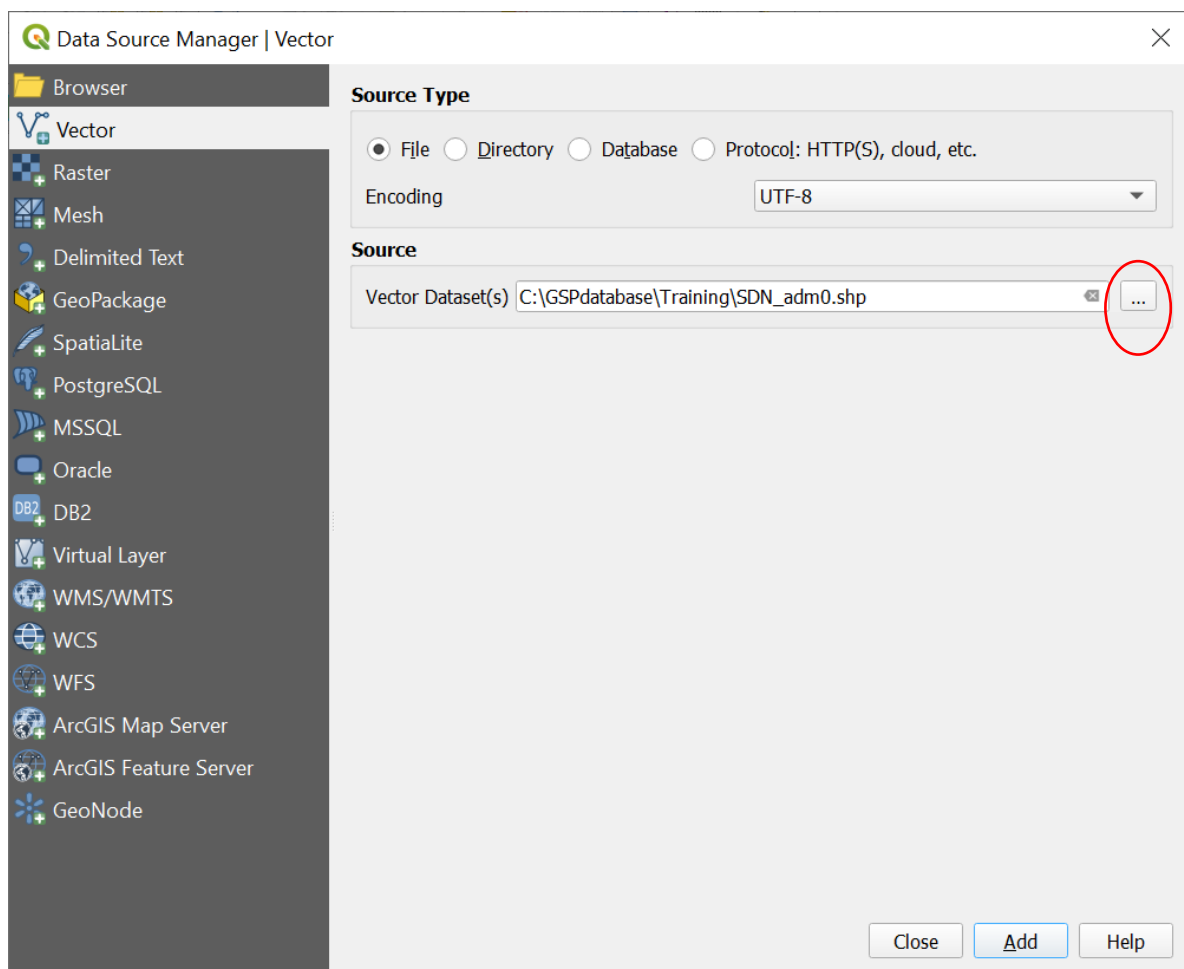 Data Source Manager | Vector
Browser
Vector
Raster
Mesh
Delimited Text
GeoPackage
SpatiaLite
PostgreSQL
MSSQL
Oracle
DB2
DB2
Virtual Layer
WMS/WMTS
WCS
WFS
ArcGIS Map Server
ArcGIS Feature Server
GeoNode
Source Type
File Directory Database Protocol: HTTP(S), cloud, etc.
Encoding UTF-8
Source
Vector Dataset(s) C:\GSPdatabase\Training\SDN_adm0.shp ...
Close Add Help